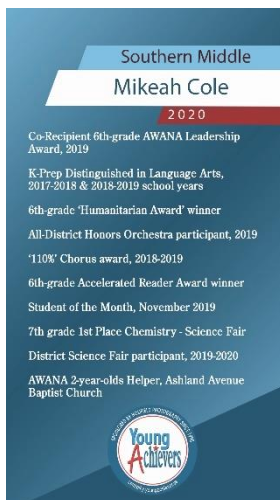 Southern Middle
Mikeah Cole
2020
Co-Recipient 6th-grade AWANA Leadership
Award, 2019
K-Prep Distinguished in Language Arts,
2017-2018 & 2018-2019 school years
6th-grade ‘Humanitarian Award’ winner
All-District Honors Orchestra participant, 2019
‘110%’ Chorus award, 2018-2019
6th-grade Accelerated Reader Award winner
Student of the Month, November 2019
7th grade 1st Place Chemistry - Science Fair
District Science Fair participant, 2019-2020
AWANA 2-year-olds Helper, Ashland Avenue
Baptist Church
Young
Achievers